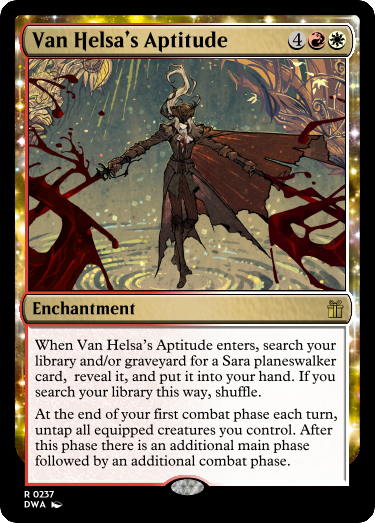 Van Helsa's Aptitude 4
Enchantment
When Van Helsa's Aptitude enters, search your
library and/or graveyard for a Sara planeswalker
card, reveal it, and put it into your hand. If you
search your library this way, shuffle.
At the end of your first combat phase each turn,
untap all equipped creatures you control. After
this phase there is an additional main phase
followed by an additional combat phase.
R 0237
DWA